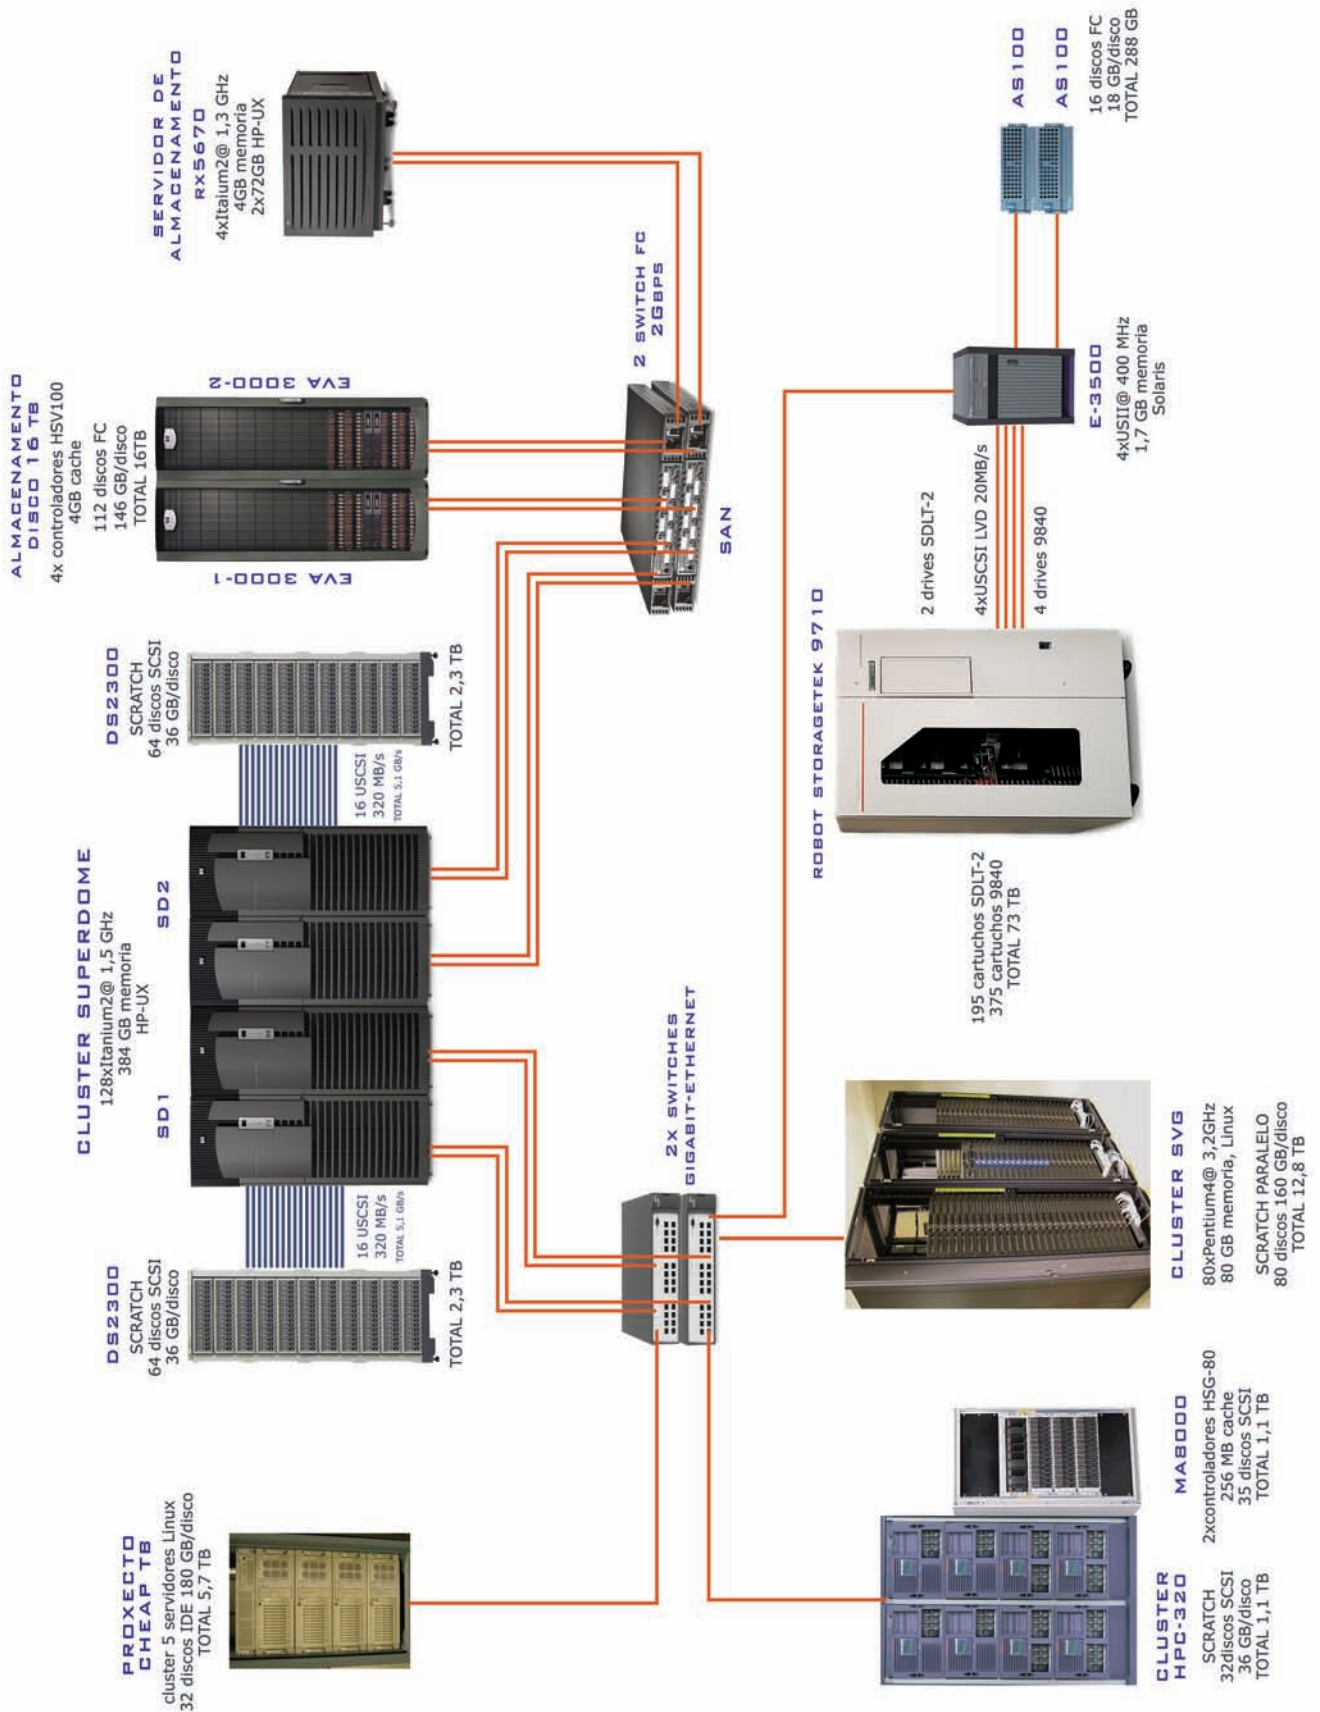 PROXECTO
CHEAP TB
cluster 5 servidores Linux
32 discos IDE 180 GB/disco
TOTAL 5,7 TB
DS2300
SCRATCH
64 discos SCSI
36 GB/disco
TOTAL 2,3 TB
16 USCSI
320 MB/s
TOTAL 5,1 GB/s
CLUSTER SUPERDOME
128xItanium2@ 1,5 GHz
384 GB memoria
HP-UX
SD1
SD2
16 USCSI
320 MB/s
TOTAL 5,1 GB/s
DS2300
SCRATCH
64 discos SCSI
36 GB/disco
TOTAL 2,3 TB
ALMACENAMENTO
DISCO 16 TB
4x controladores HSV100
4GB cache
112 discos FC
146 GB/disco
TOTAL 16TB
EVA 3000-1
EVA 3000-2
SERVIDOR DE
ALMACENAMENTO
RX5670
4xItaium2@ 1,3 GHz
4GB memoria
2x72GB HP-UX
2X SWITCHES
GIGABIT-ETHERNET
2 SWITCH FC
2GBPS
SAN
CLUSTER
HPC-320
SCRATCH
32discos SCSI
36 GB/disco
TOTAL 1,1 TB
MA8000
2xcontroladores HSG-80
256 MB cache
35 discos SCSI
TOTAL 1,1 TB
CLUSTER SVG
80xPentium4@ 3,2GHz
80 GB memoria, Linux
SCRATCH PARALELO
80 discos 160 GB/disco
TOTAL 12,8 TB
ROBOT STORAGETEK 9710
195 cartuchos SDLT-2
375 cartuchos 9840
TOTAL 73 TB
2 drives SDLT-2
4xUSCSI LVD 20MB/s
4 drives 9840
E-3500
4xUSII@ 400 MHz
1,7 GB memoria
Solaris
AS100
AS100
16 discos FC
18 GB/disco
TOTAL 288 GB